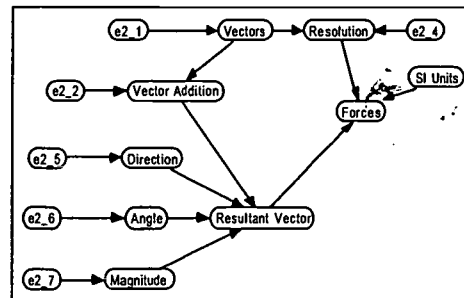 e2_1 Vectors Resolution e2_4
SI Units
e2_2 Vector Addition
Forces
e2_5 Direction
e2_6 Angle Resultant Vector
e2_7 Magnitude